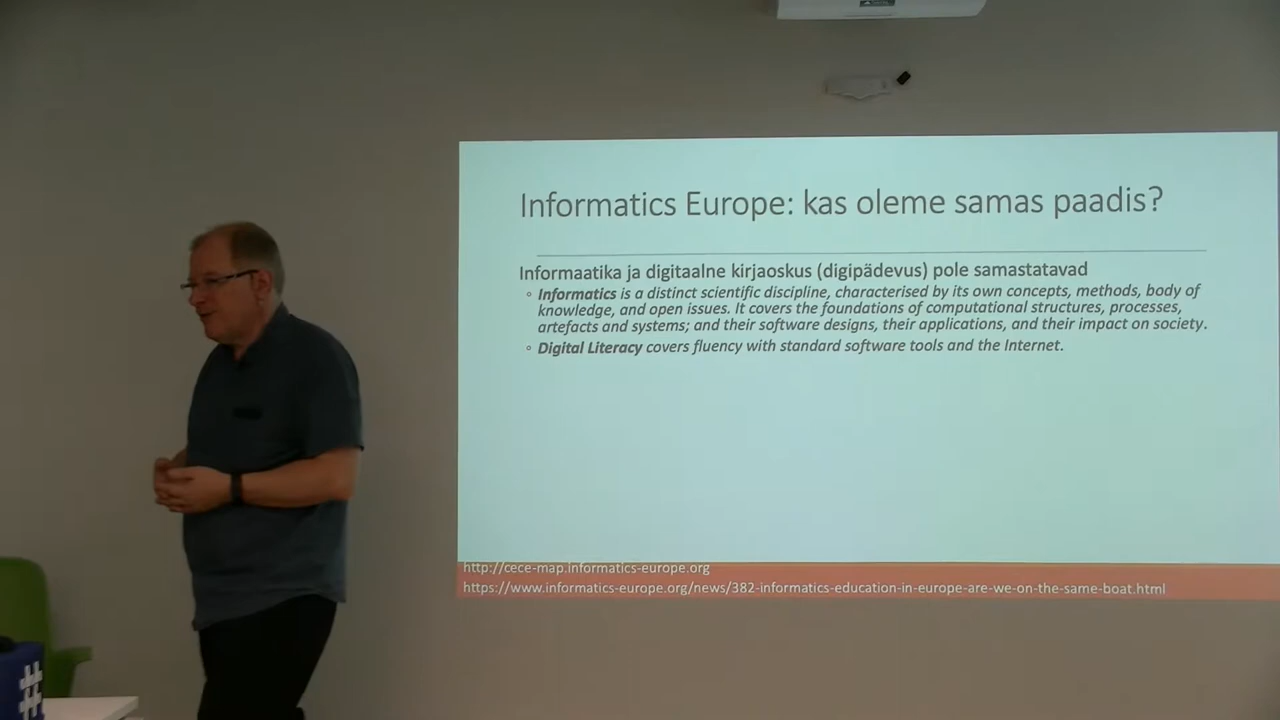 Informatics Europe: kas oleme samas paadis?
Informaatika ja digitaalne kirjaoskus (digipädevus) pole samastatavad
◦ Informatics is a distinct scientific discipline, characterised by its own concepts, methods, body of
knowledge, and open issues. It covers the foundations of computational structures, processes,
artefacts and systems; and their software designs, their applications, and their impact on society.
◦ Digital Literacy covers fluency with standard software tools and the Internet.
http://cece-map.informatics-europe.org
https://www.informatics-europe.org/news/382-informatics-education-in-europe-are-we-on-the-same-boat.html
#
#